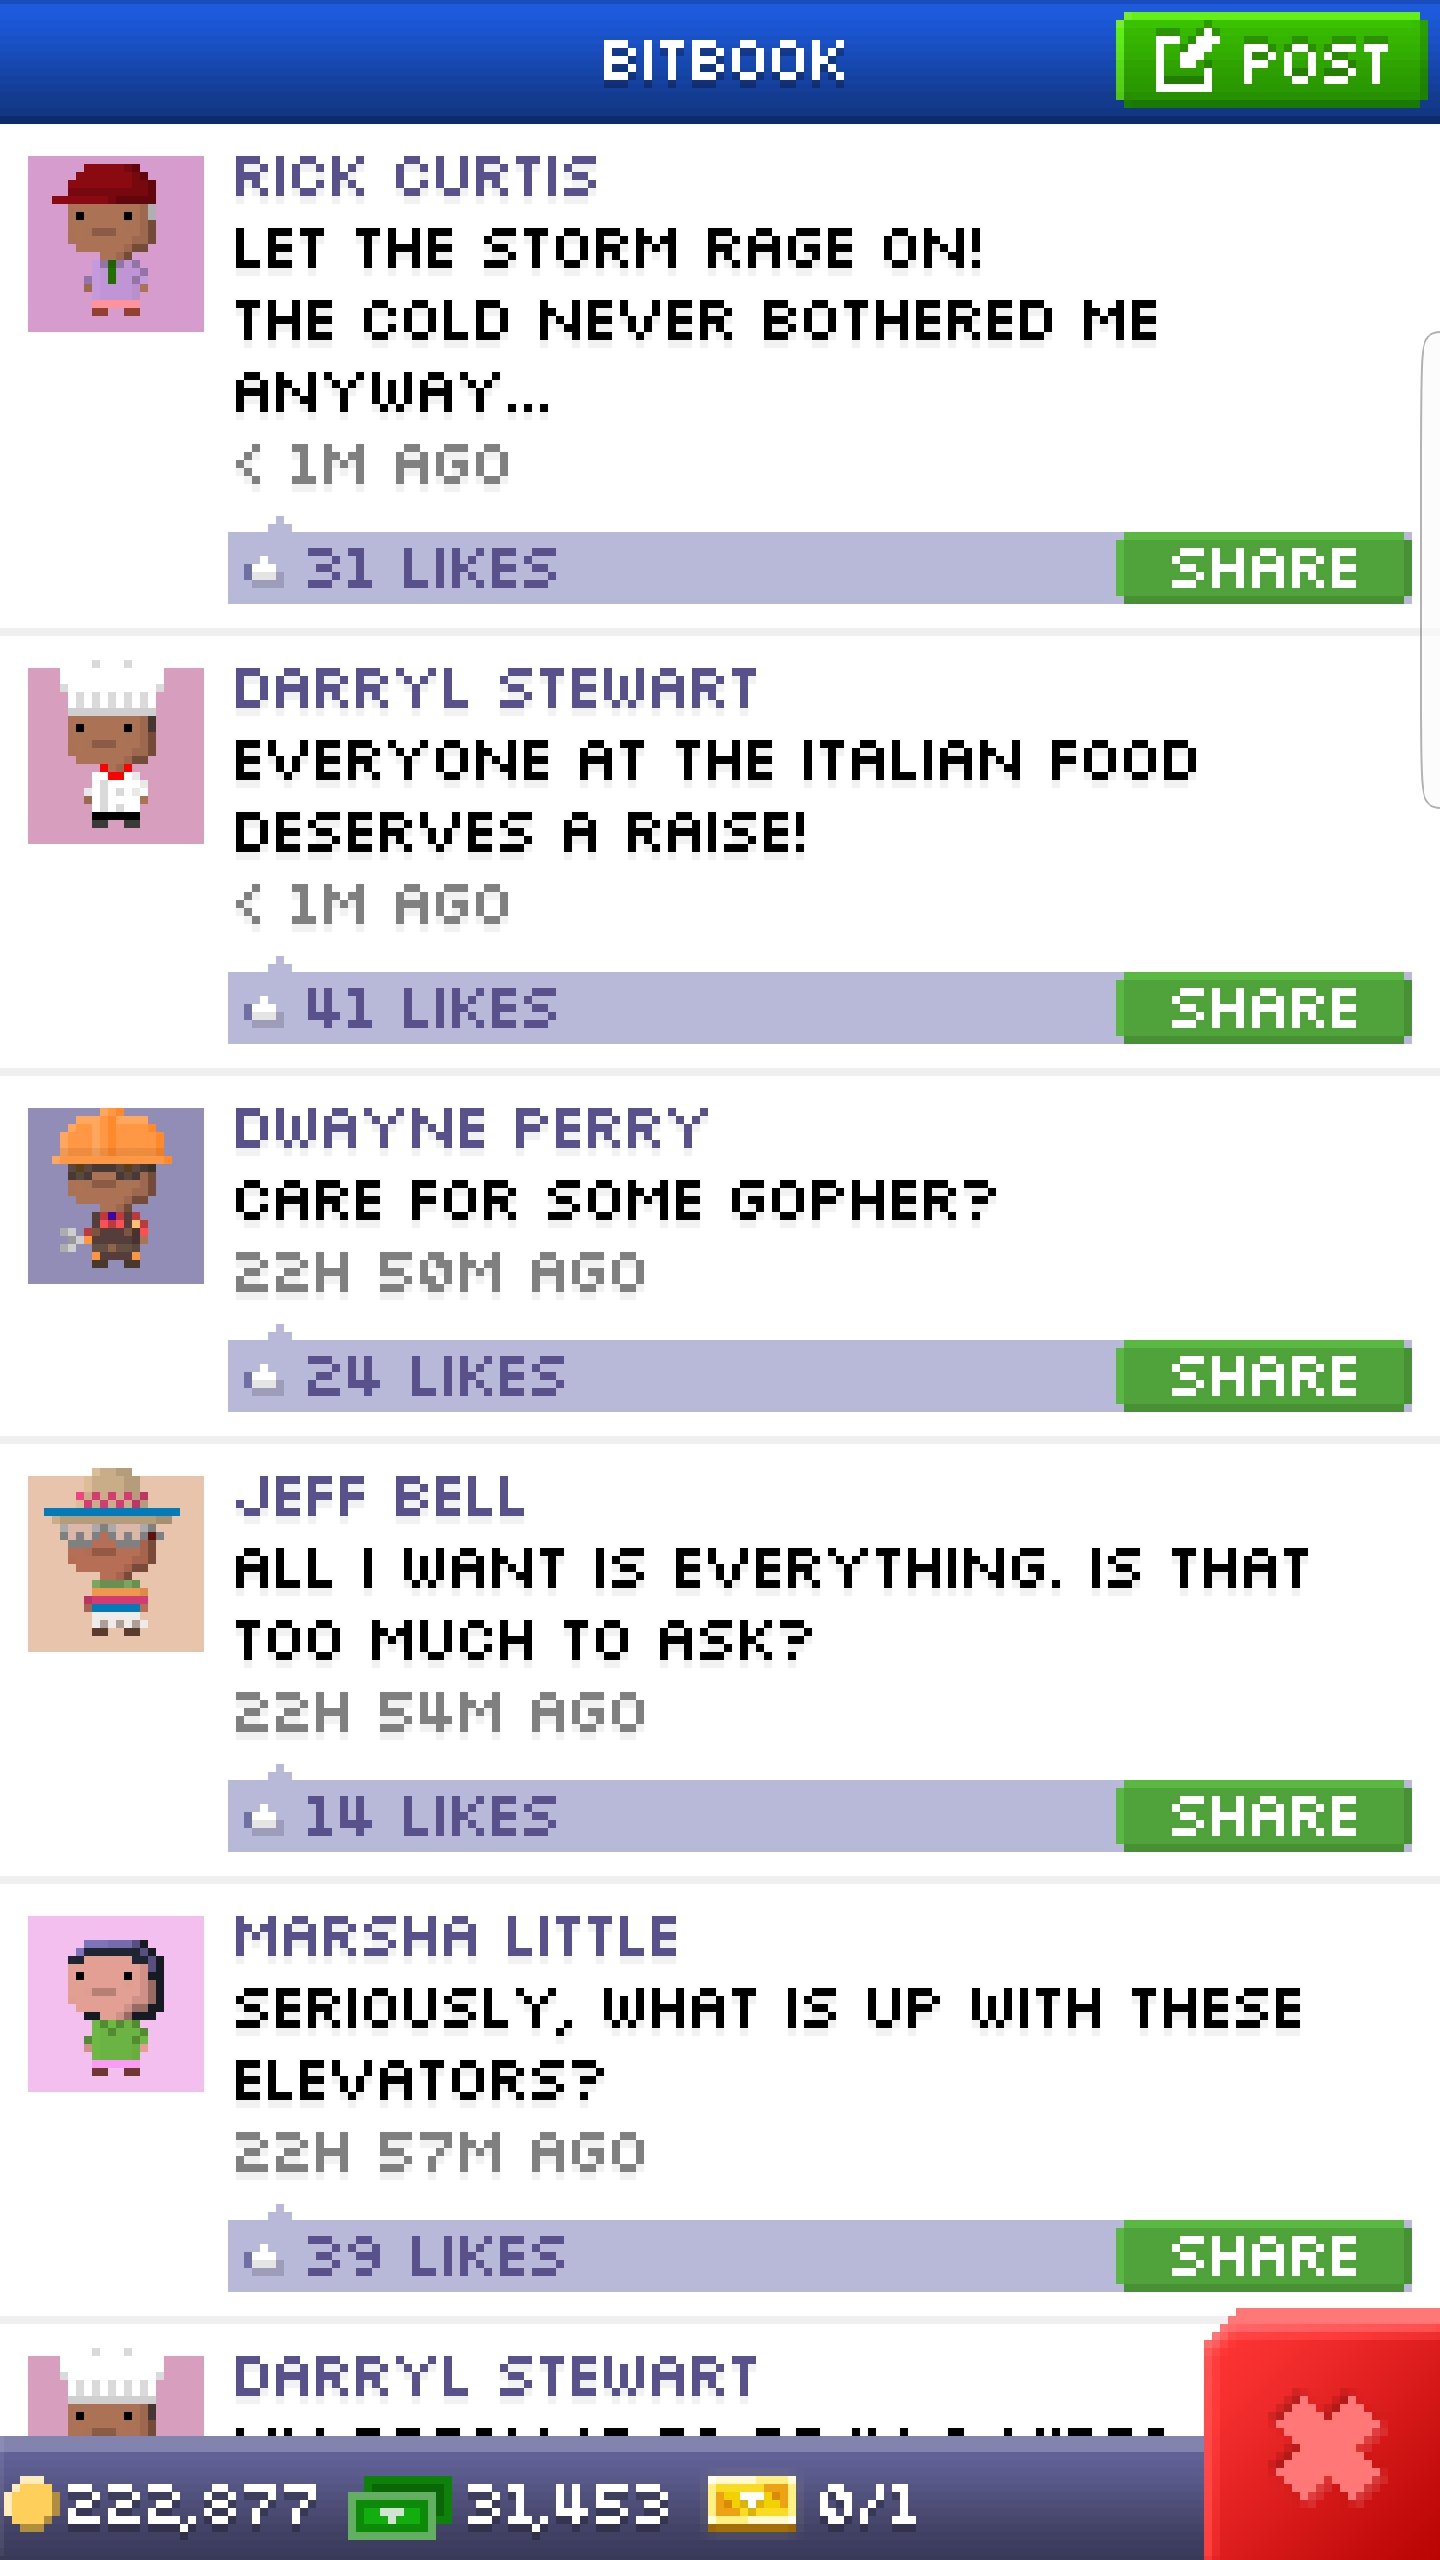 BITBOOK
POST
RICK CURTIS
LET THE STORM RAGE ON!
THE COLD NEVER BOTHERED ME
ANYWAY...
< 1M AGO
31 LIKES
SHARE
DARRYL STEWART
EVERYONE AT THE ITALIAN FOOD
DESERVES A RAISE!
< 1M AGO
41 LIKES
SHARE
DWAYNE PERRY
CARE FOR SOME GOPHER?
22H 50M AGO
24 LIKES
SHARE
JEFF BELL
ALL I WANT IS EVERYTHING. IS THAT
TOO MUCH TO ASK?
22H 54M AGO
14 LIKES
SHARE
MARSHA LITTLE
SERIOUSLY, WHAT IS UP WITH THESE
ELEVATORS?
22H 57M AGO
39 LIKES
SHARE
DARRYL STEWART
222,877 31,453 0/1